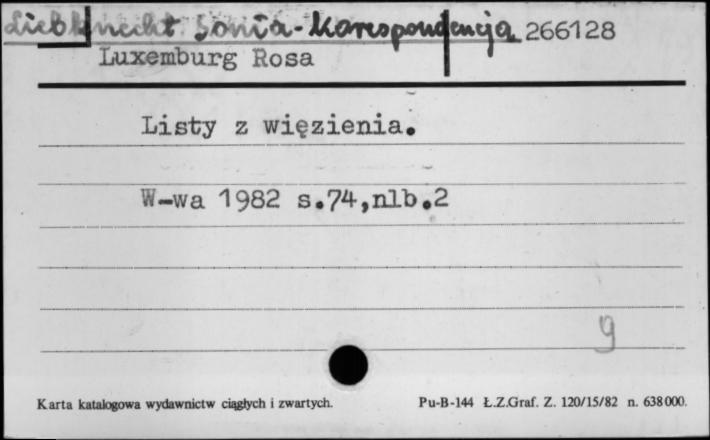 Liebknecht Sonia - Korespondencja 266128
Luxemburg Rosa
Listy z więzienia.
W-wa 1982 s.74,nlb.2
g
Karta katalogowa wydawnictw ciągłych i zwartych. Pu-B-144 Ł.Z.Graf. Z. 120/15/82 n. 638000.